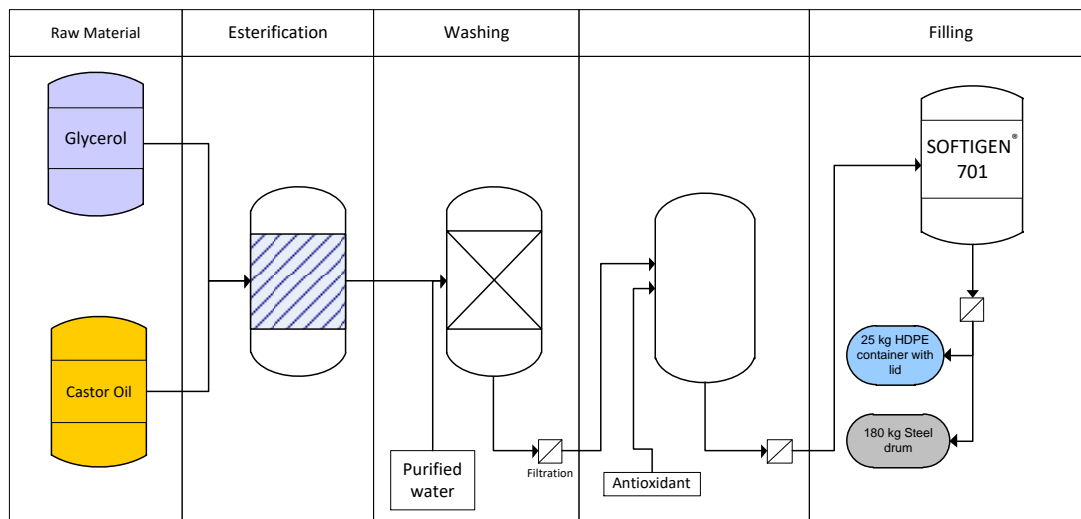 Raw Material
Esterification
Washing
Filling
Glycerol
Castor Oil
Purified
water
Filtration
Antioxidant
SOFTIGEN®
701
25 kg HDPE
container with
lid
180 kg Steel
drum